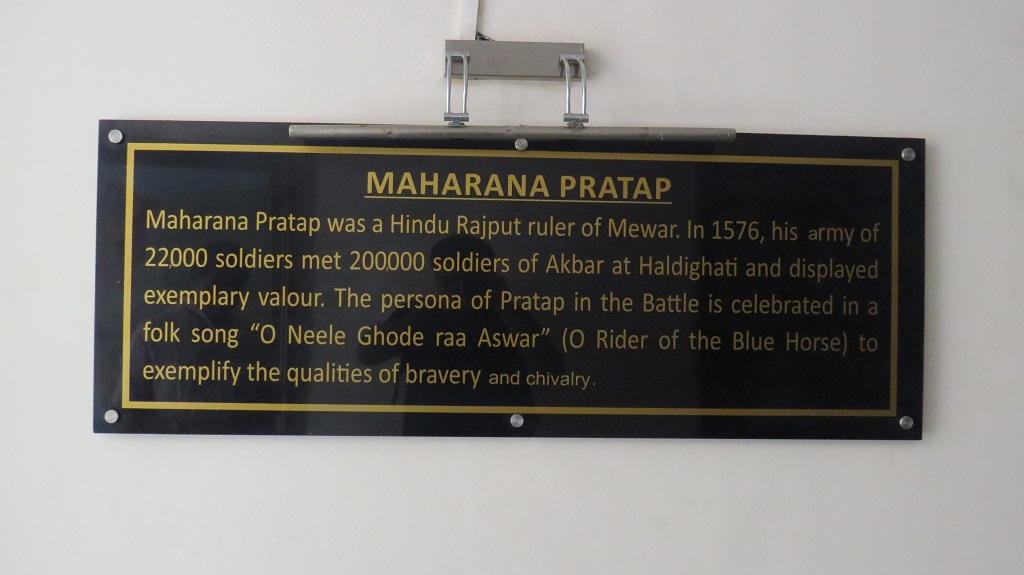 MAHARANA PRATAP
Maharana Pratap was a Hindu Rajput ruler of Mewar. In 1576, his army of
22,000 soldiers met 200000 soldiers of Akbar at Haldighati and displayed
exemplary valour. The persona of Pratap in the Battle is celebrated in a
folk song “O Neele Ghode raa Aswar” (O Rider of the Blue Horse) to
exemplify the qualities of bravery and chivalry.